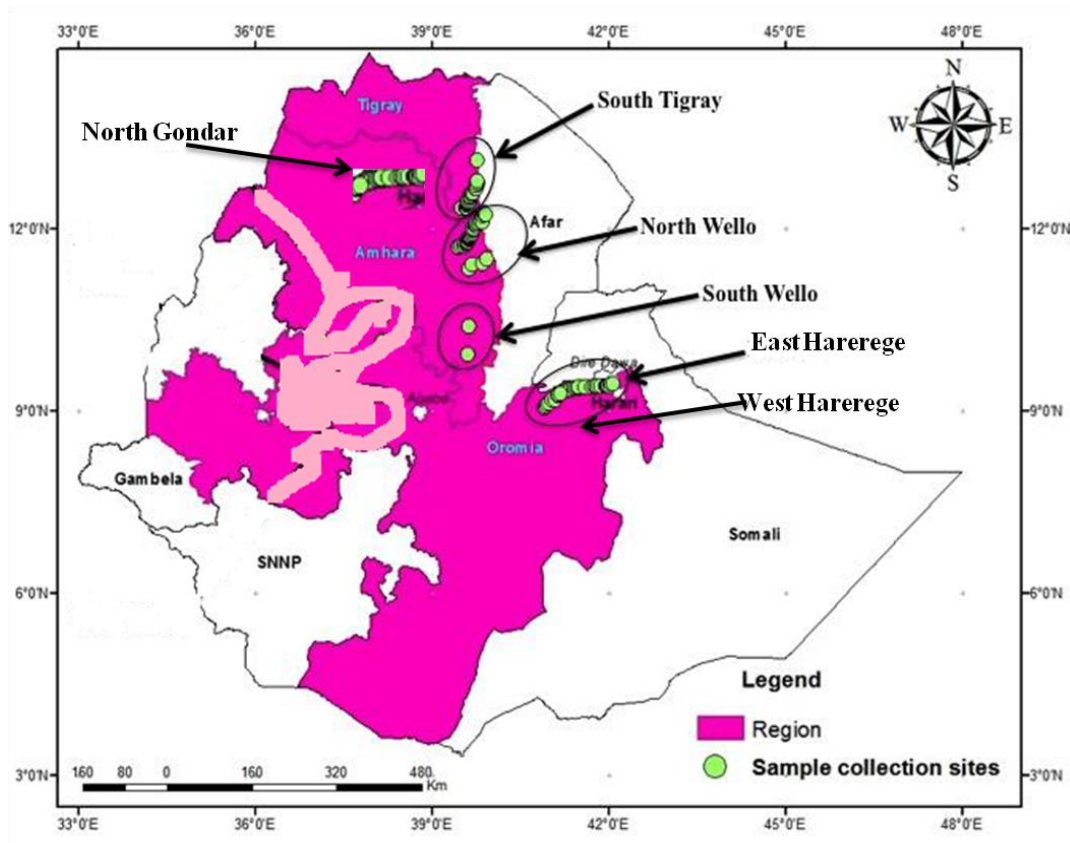 33°0'E 36°0'E 39°0'E 42°0'E 45°0'E 48°0'E
N
W E
S
South Tigray
Tigray
North Gondar
Har
12°0'N 12°0'N
Afar
North Wello
Amhara
South Wello
East Harerege
Dire Dawa
Harari
West Harerege
9°0'N 9°0'N
Oromia
Gambela
Somali
SNNP
6°0'N 6°0'N
Legend
Region
Sample collection sites
3°0'N 3°0'N
160 80 0 160 320 480
Km
33°0'E 36°0'E 39°0'E 42°0'E 45°0'E 48°0'E